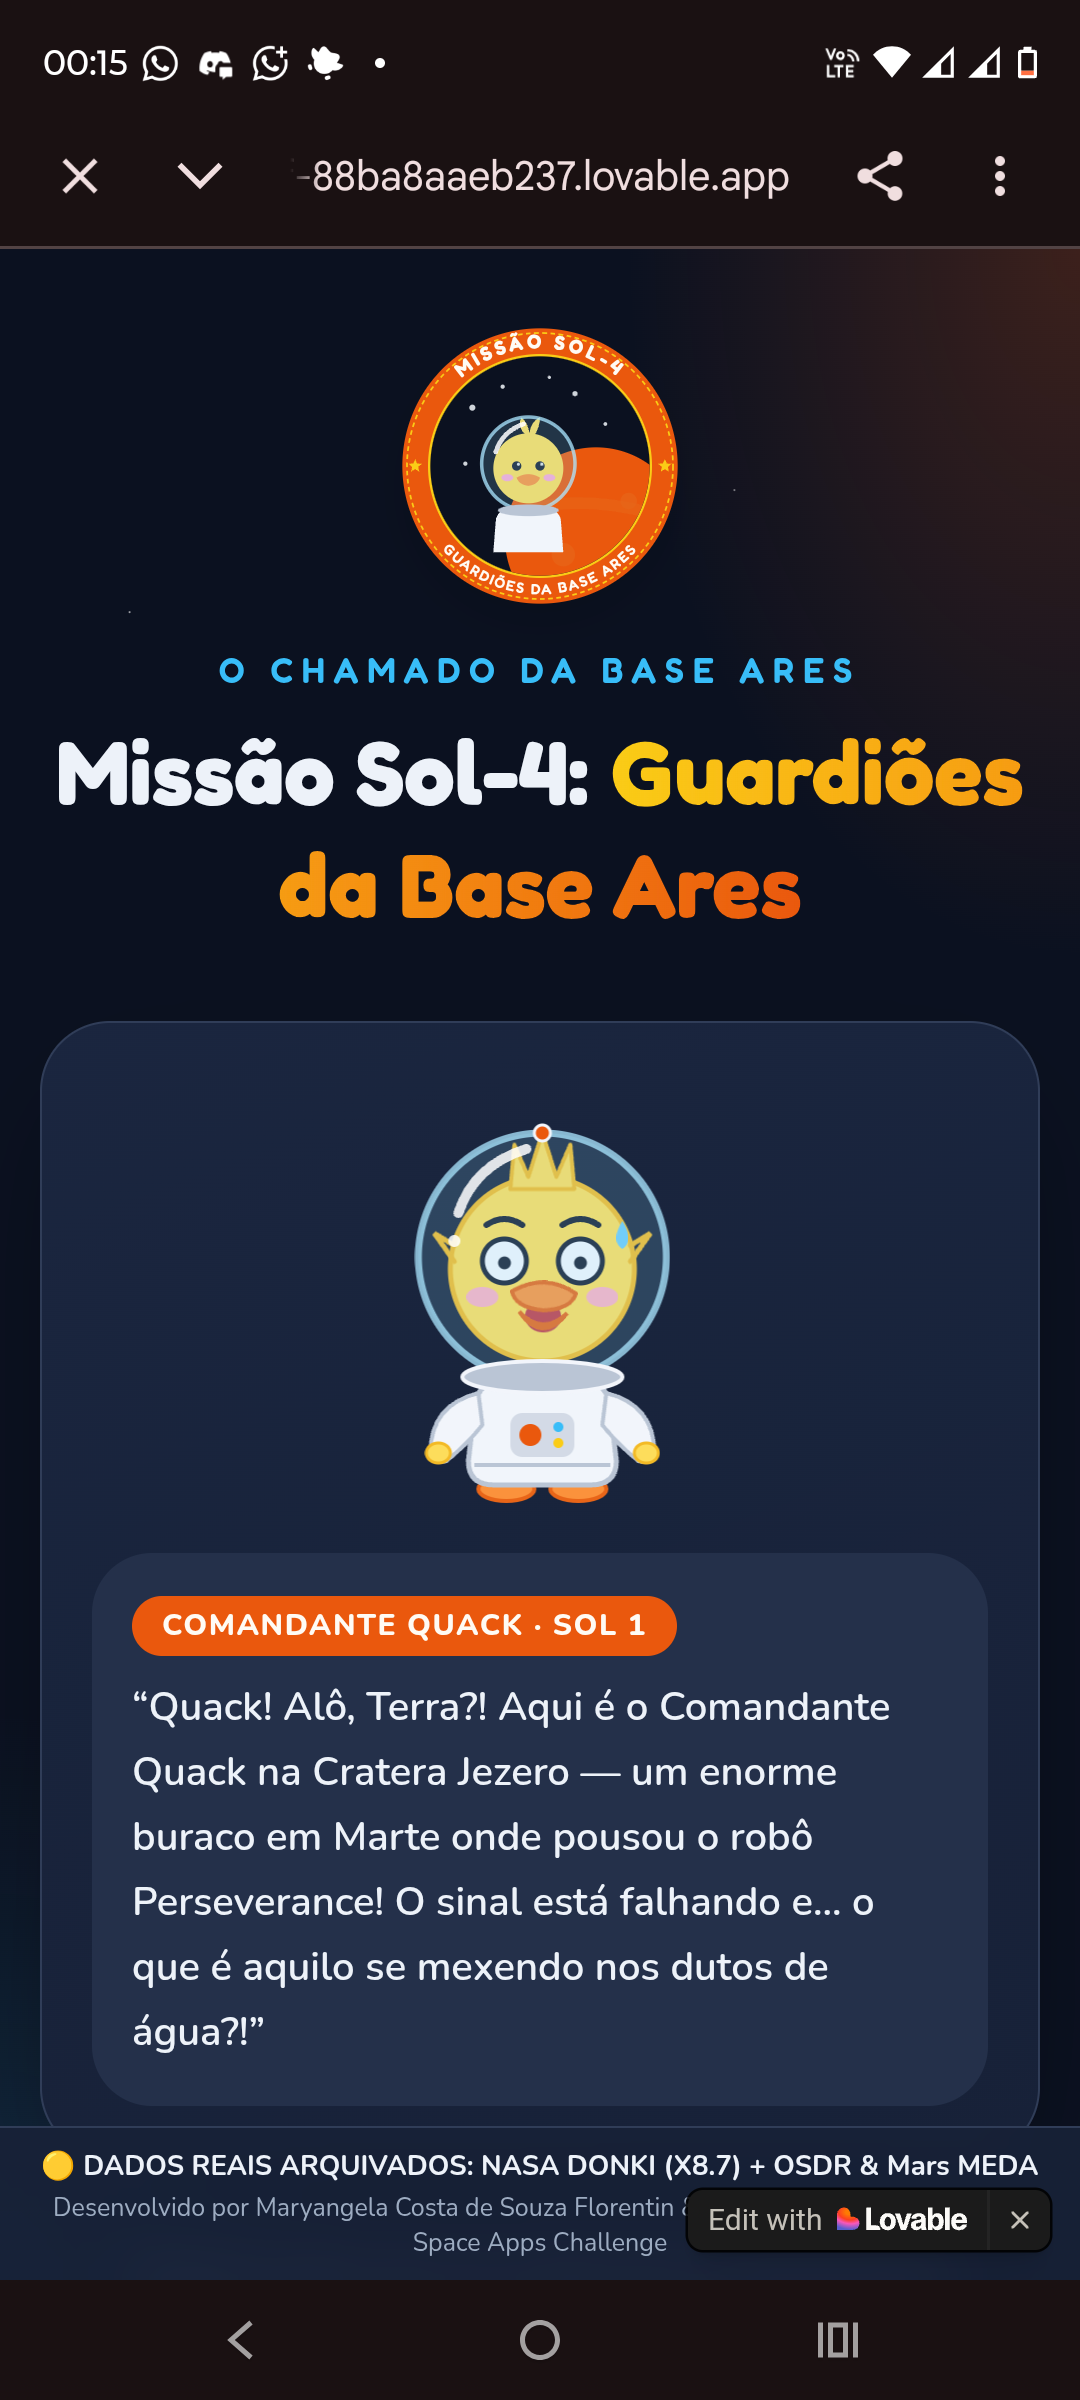 00:15
Vo LTE
-88ba8aaeb237.lovable.app
MISSÃO SOL-4
GUARDIÕES DA BASE ARES
O CHAMADO DA BASE ARES
Missão Sol-4: Guardiões
da Base Ares
COMANDANTE QUACK · SOL 1
“Quack! Alô, Terra?! Aqui é o Comandante
Quack na Cratera Jezero — um enorme
buraco em Marte onde pousou o robô
Perseverance! O sinal está falhando e... o
que é aquilo se mexendo nos dutos de
água?!”
DADOS REAIS ARQUIVADOS: NASA DONKI (X8.7) + OSDR & Mars MEDA
Desenvolvido por Maryangela Costa de Souza Florentin &
Space Apps Challenge
Edit with Lovable